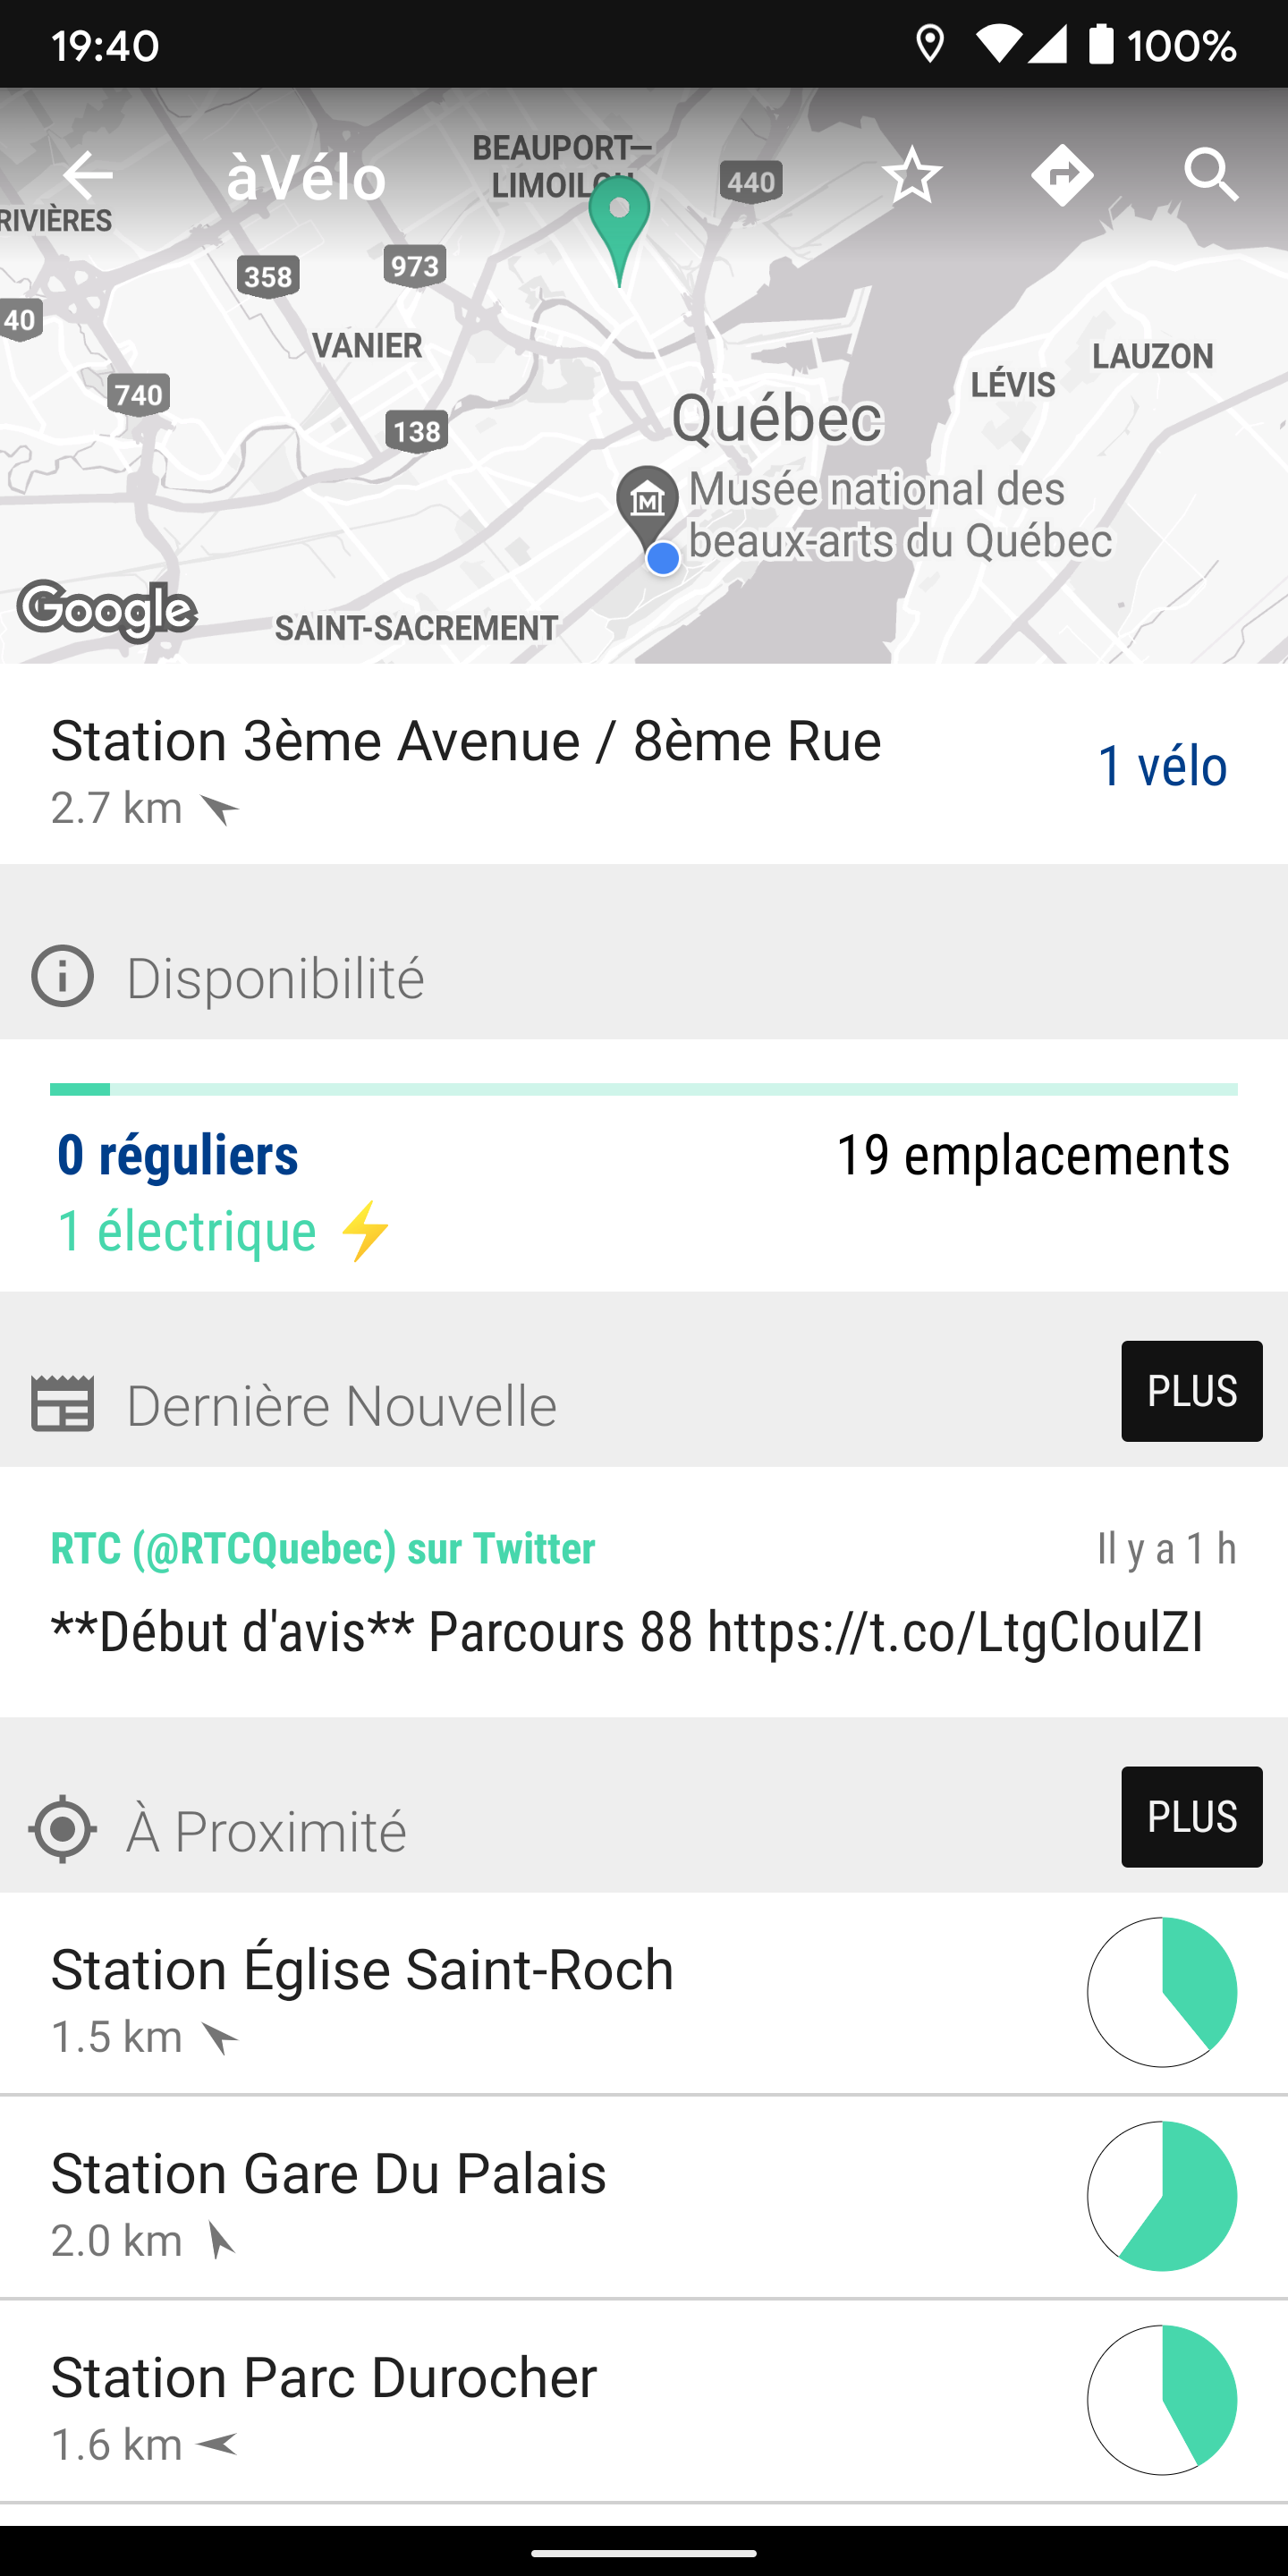 19:40 100%
àVélo
BEAUPORT—
440
RIVIÈRES
358
973
40
VANIER
LAUZON
LÉVIS
740
138
Québec
Musée national des
beaux-arts du Québec
Google
SAINT-SACREMENT
Station 3ème Avenue / 8ème Rue
1 vélo
2.7 km
Disponibilité
0 réguliers
19 emplacements
1 électrique ⚡
Dernière Nouvelle
PLUS
RTC (@RTCQuebec) sur Twitter
Il y a 1 h
**Début d'avis** Parcours 88 https://t.co/LtgCloulZI
À Proximité
PLUS
Station Église Saint-Roch
1.5 km
Station Gare Du Palais
2.0 km
Station Parc Durocher
1.6 km